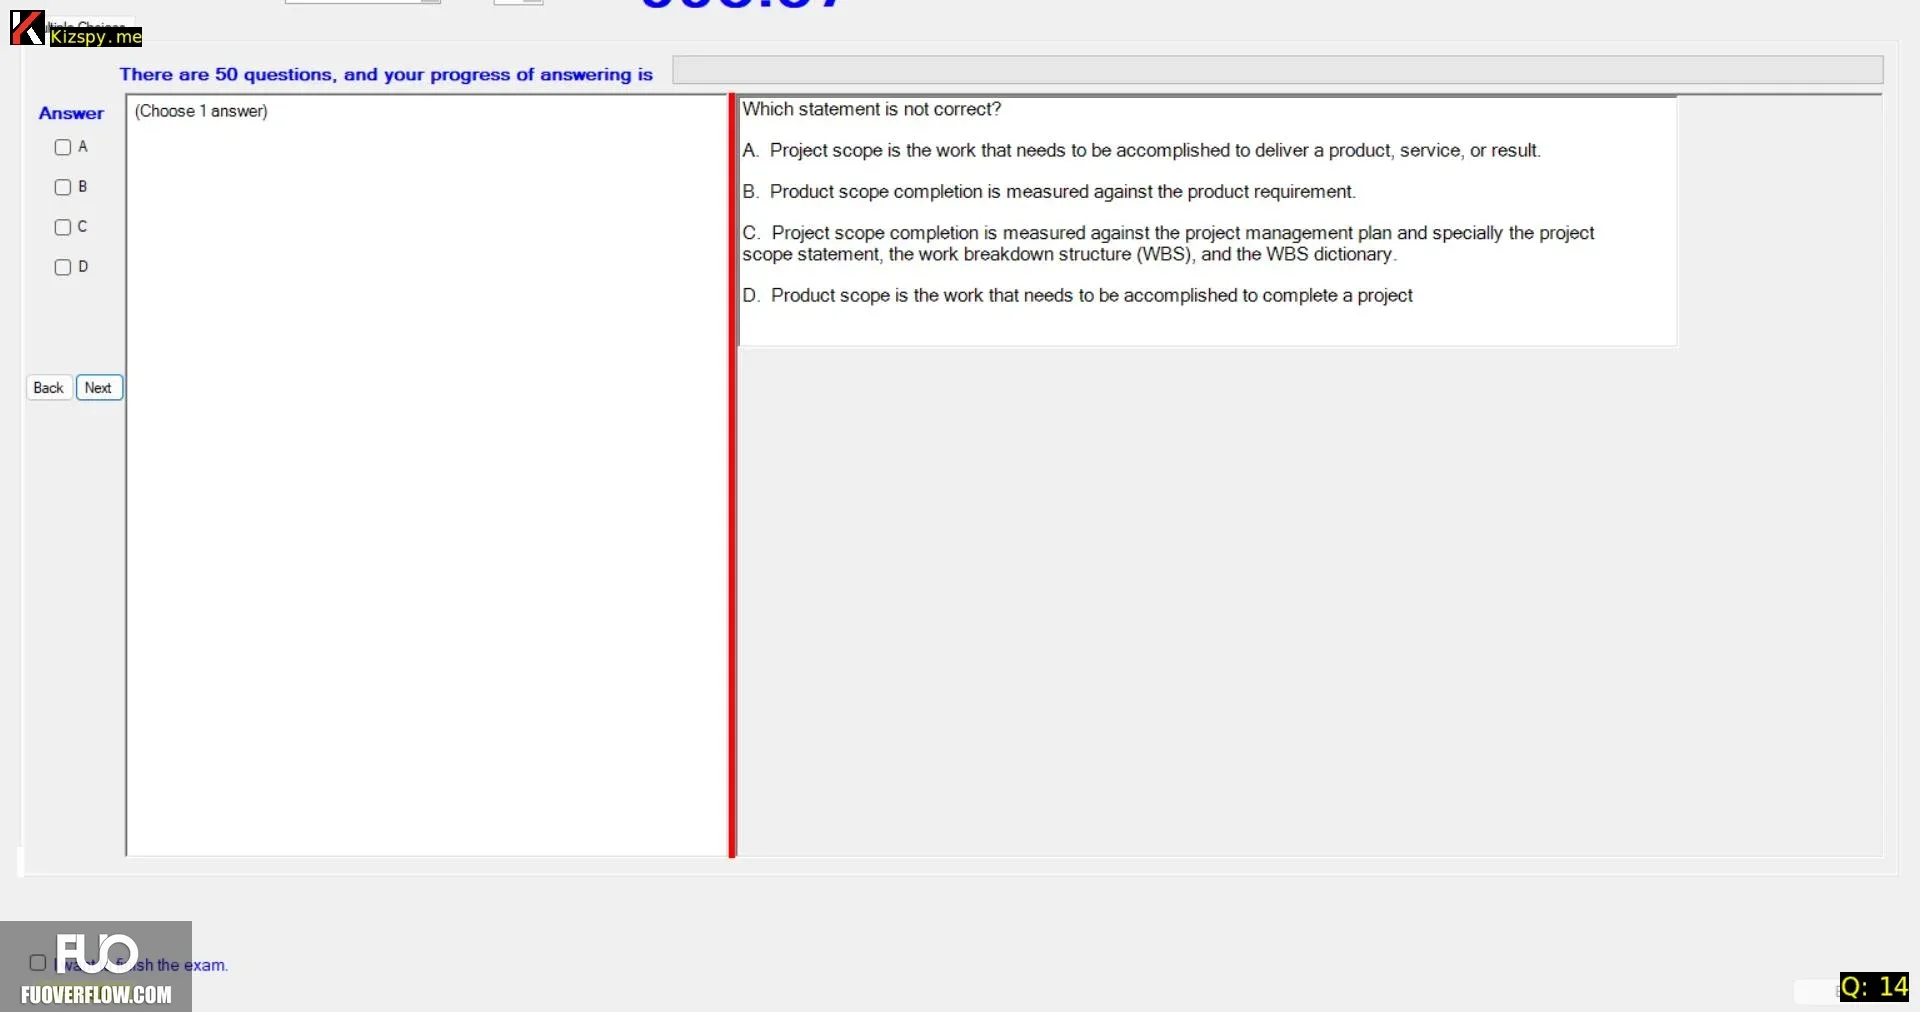 Kizspy.me
There are 50 questions, and your progress of answering is
Answer
(Choose 1 answer)
A
B
C
D
Back
Next
Which statement is not correct?
A. Project scope is the work that needs to be accomplished to deliver a product, service, or result.
B. Product scope completion is measured against the product requirement.
C. Project scope completion is measured against the project management plan and specially the project
scope statement, the work breakdown structure (WBS), and the WBS dictionary.
D. Product scope is the work that needs to be accomplished to complete a project
the exam.
FUO
FUOVERFLOW.COM
Q: 14